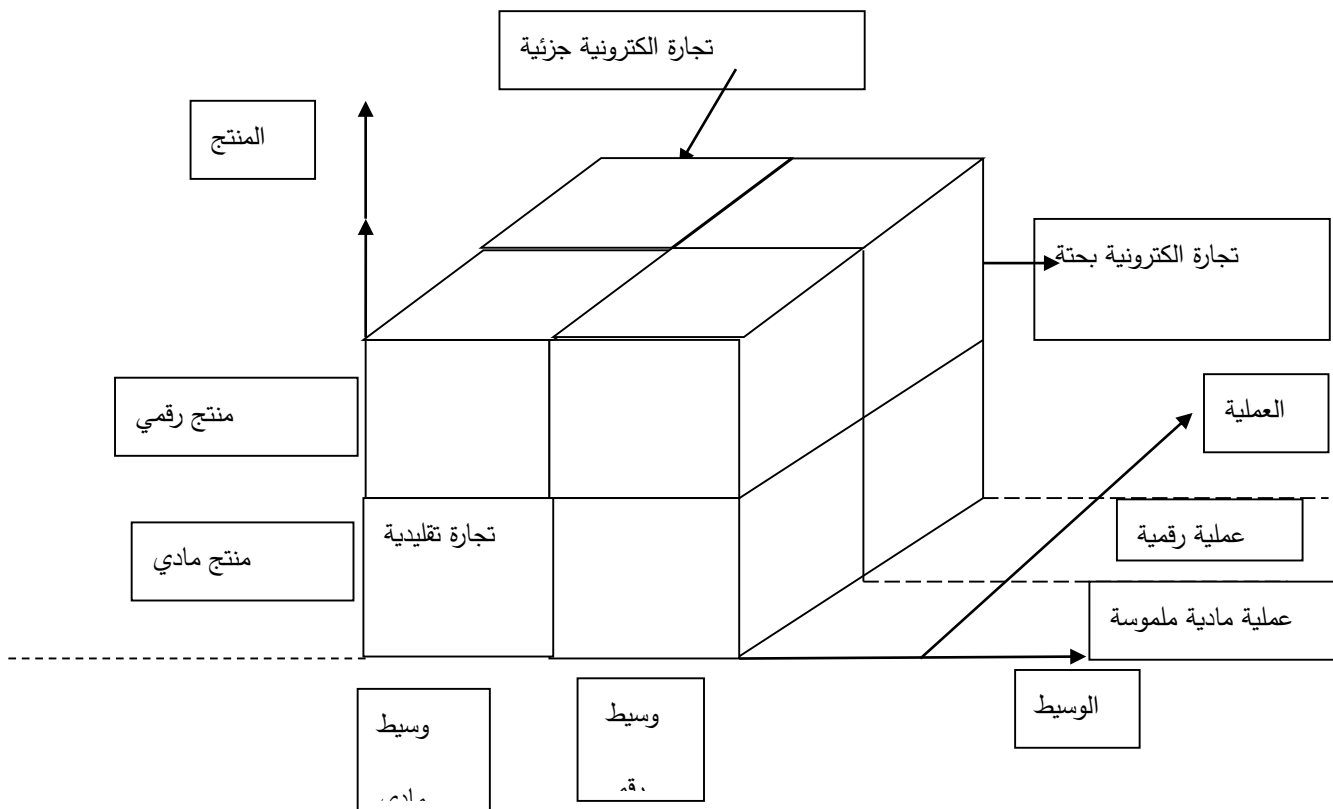 تجارة الكترونية جزئية
المنتج
تجارة الكترونية بحتة
منتج رقمي
العملية
تجارة تقليدية
عملية رقمية
منتج مادي
عملية مادية ملموسة
وسيط
وسيط
الوسيط